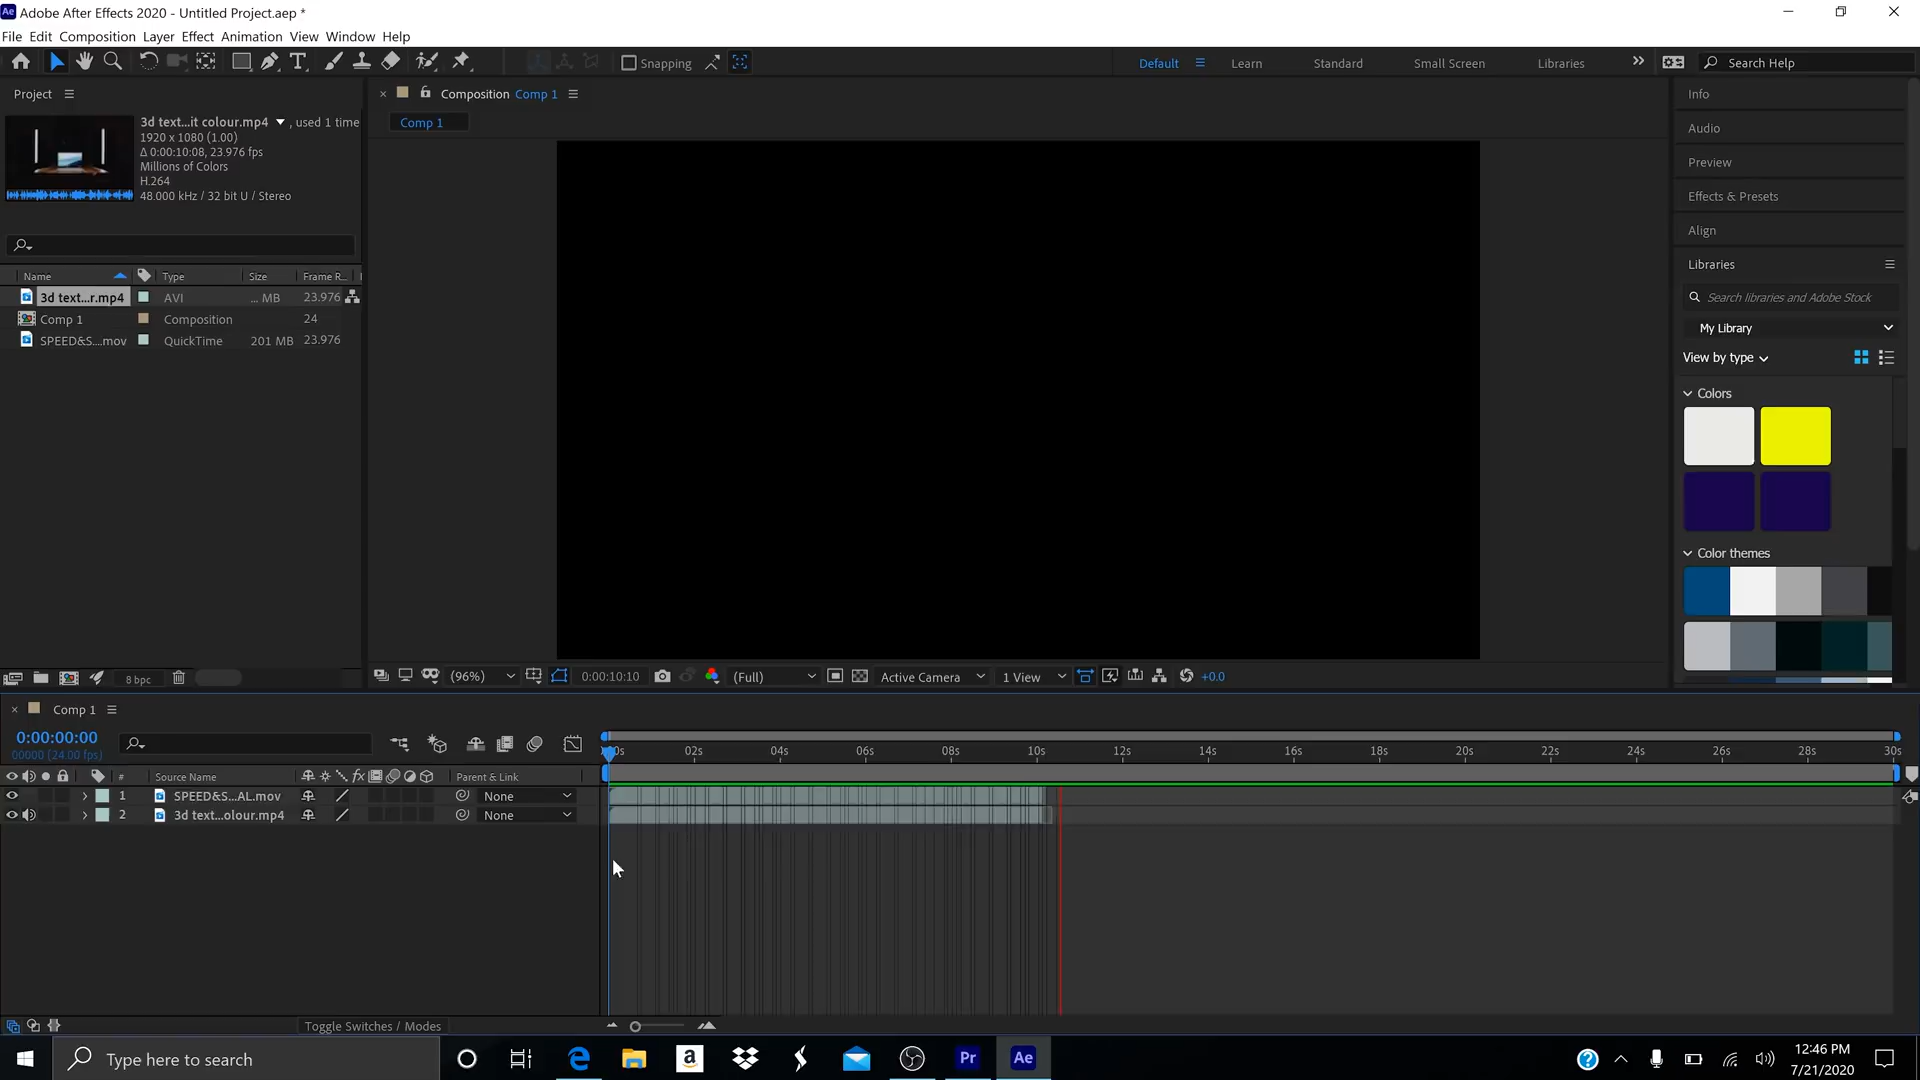 Adobe After Effects 2020 - Untitled Project.aep *
File Edit Composition Layer Effect Animation View Window Help
Snapping
Default Learn Standard Small Screen Libraries
Search Help
Project
3d text...it colour.mp4 , used 1 time
1920 x 1080 (1.00)
Δ 0:00:10:08, 23.976 fps
Millions of Colors
H.264
48.000 kHz / 32 bit U / Stereo
Name Type Size Frame R...
3d text...r.mp4 AVI ... MB 23.976
Comp 1 Composition 24
SPEED&S....mov QuickTime 201 MB 23.976
8 bpc
Composition Comp 1
Comp 1
(96%) 0:00:10:10 (Full) Active Camera 1 View +0.0
Info
Audio
Preview
Effects & Presets
Align
Libraries
Search libraries and Adobe Stock
My Library
View by type
Colors
Color themes
Comp 1
0:00:00:00
00000 (24.00 fps)
02s 04s 06s 08s 10s 12s 14s 16s 18s 20s 22s 24s 26s 28s 30s
# Source Name Parent & Link
1 SPEED&S...AL.mov None
2 3d text...olour.mp4 None
Toggle Switches / Modes
Type here to search
Pr Ae
12:46 PM
7/21/2020